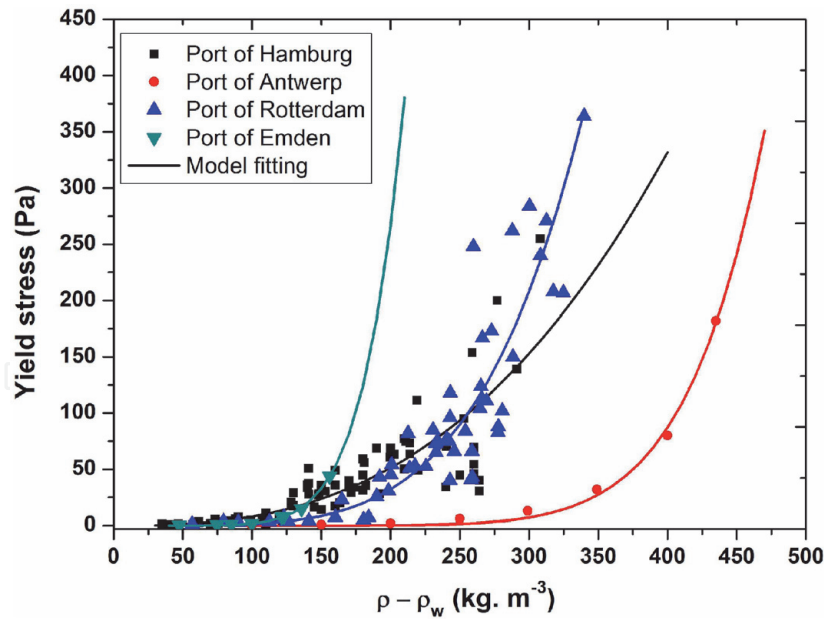 450
400
350
300
250
200
150
100
50
0
Yield stress (Pa)
Port of Hamburg
Port of Antwerp
Port of Rotterdam
Port of Emden
Model fitting
0 50 100 150 200 250 300 350 400 450 500
ρ – ρw (kg. m-3)